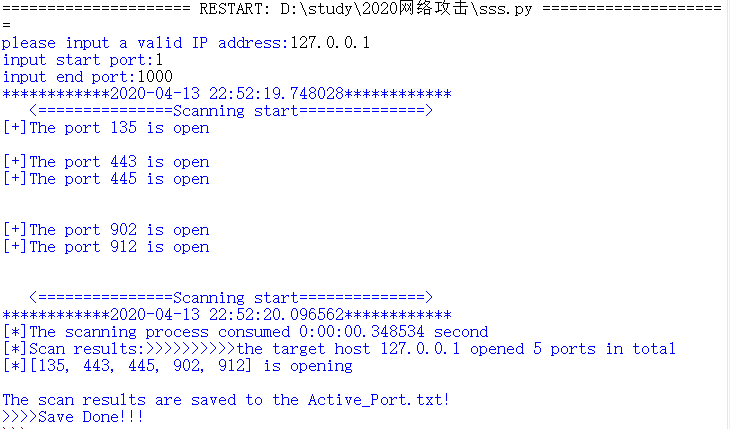 ===================== RESTART: D:\study\2020网络攻击\sss.py ====================
=
please input a valid IP address:127.0.0.1
input start port:1
input end port:1000
************2020-04-13 22:52:19.748028************
<===============Scanning start==============>
[+]The port 135 is open
[+]The port 443 is open
[+]The port 445 is open
[+]The port 902 is open
[+]The port 912 is open
<===============Scanning start==============>
************2020-04-13 22:52:20.096562************
[*]The scanning process consumed 0:00:00.348534 second
[*]Scan results:>>>>>>>>>>the target host 127.0.0.1 opened 5 ports in total
[*][135, 443, 445, 902, 912] is opening
The scan results are saved to the Active_Port.txt!
>>>>Save Done!!!
>>>